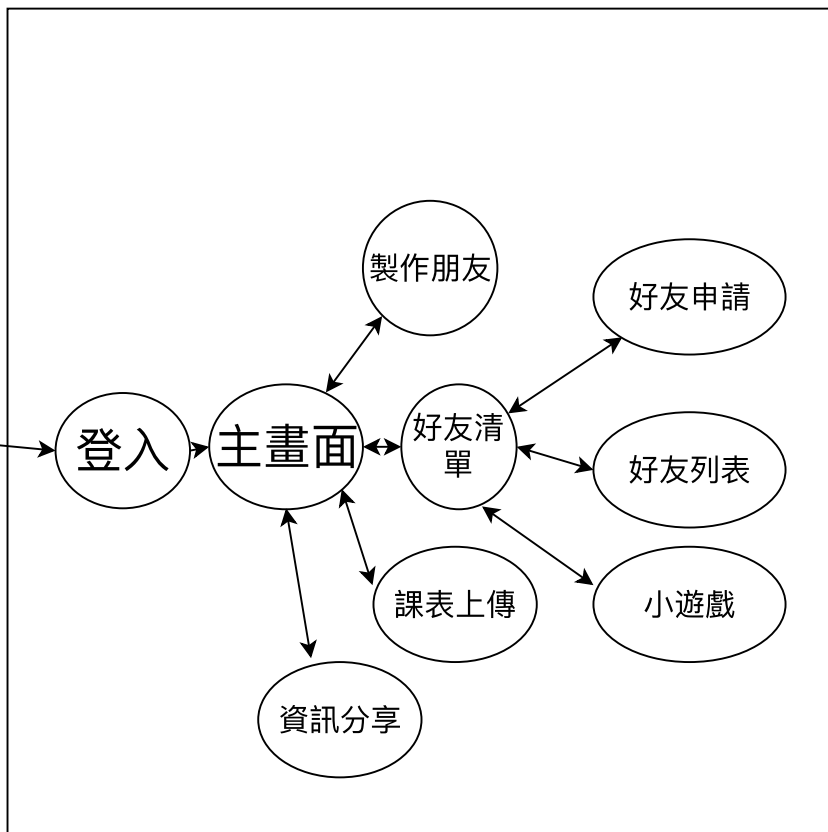 製作朋友
好友申請
登入
主畫面
好友清
單
好友列表
課表上傳
小遊戲
資訊分享